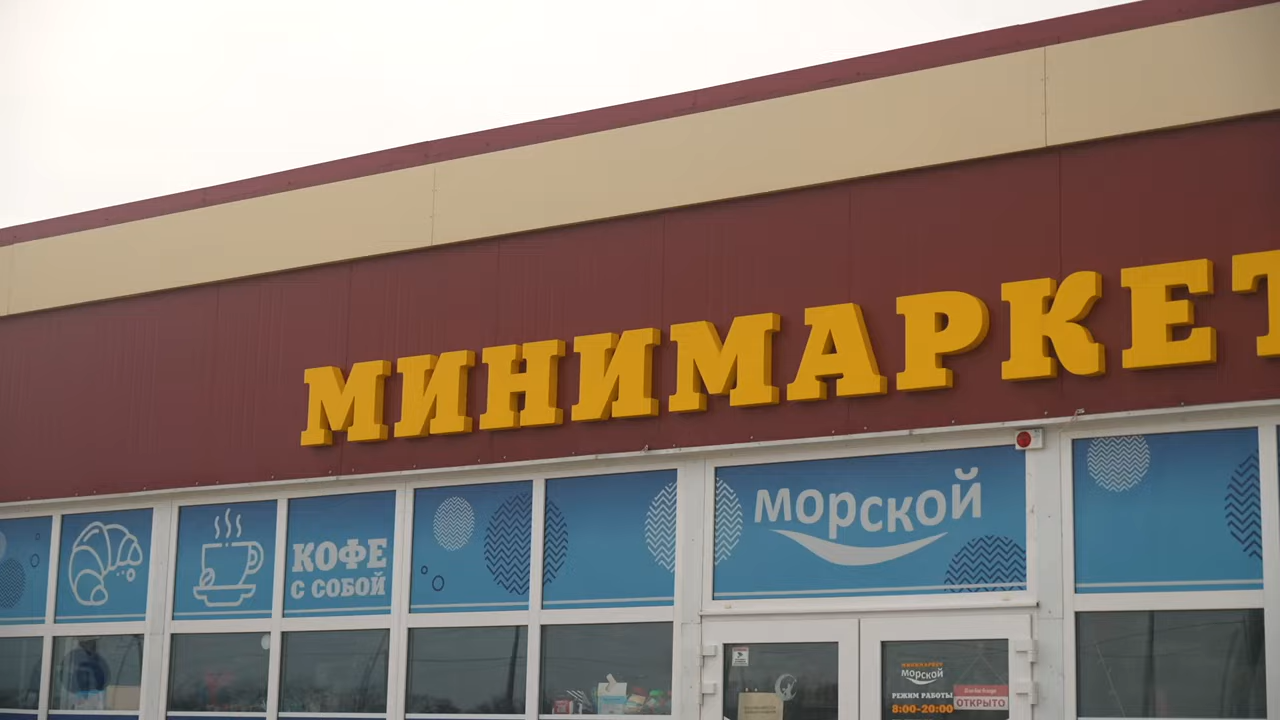 МИНИМАРКЕТ
морской
КОФЕ
С СОБОЙ
МИНИМАРКЕТ
морской
РЕЖИМ РАБОТЫ
8:00-20:00
ОТКРЫТО